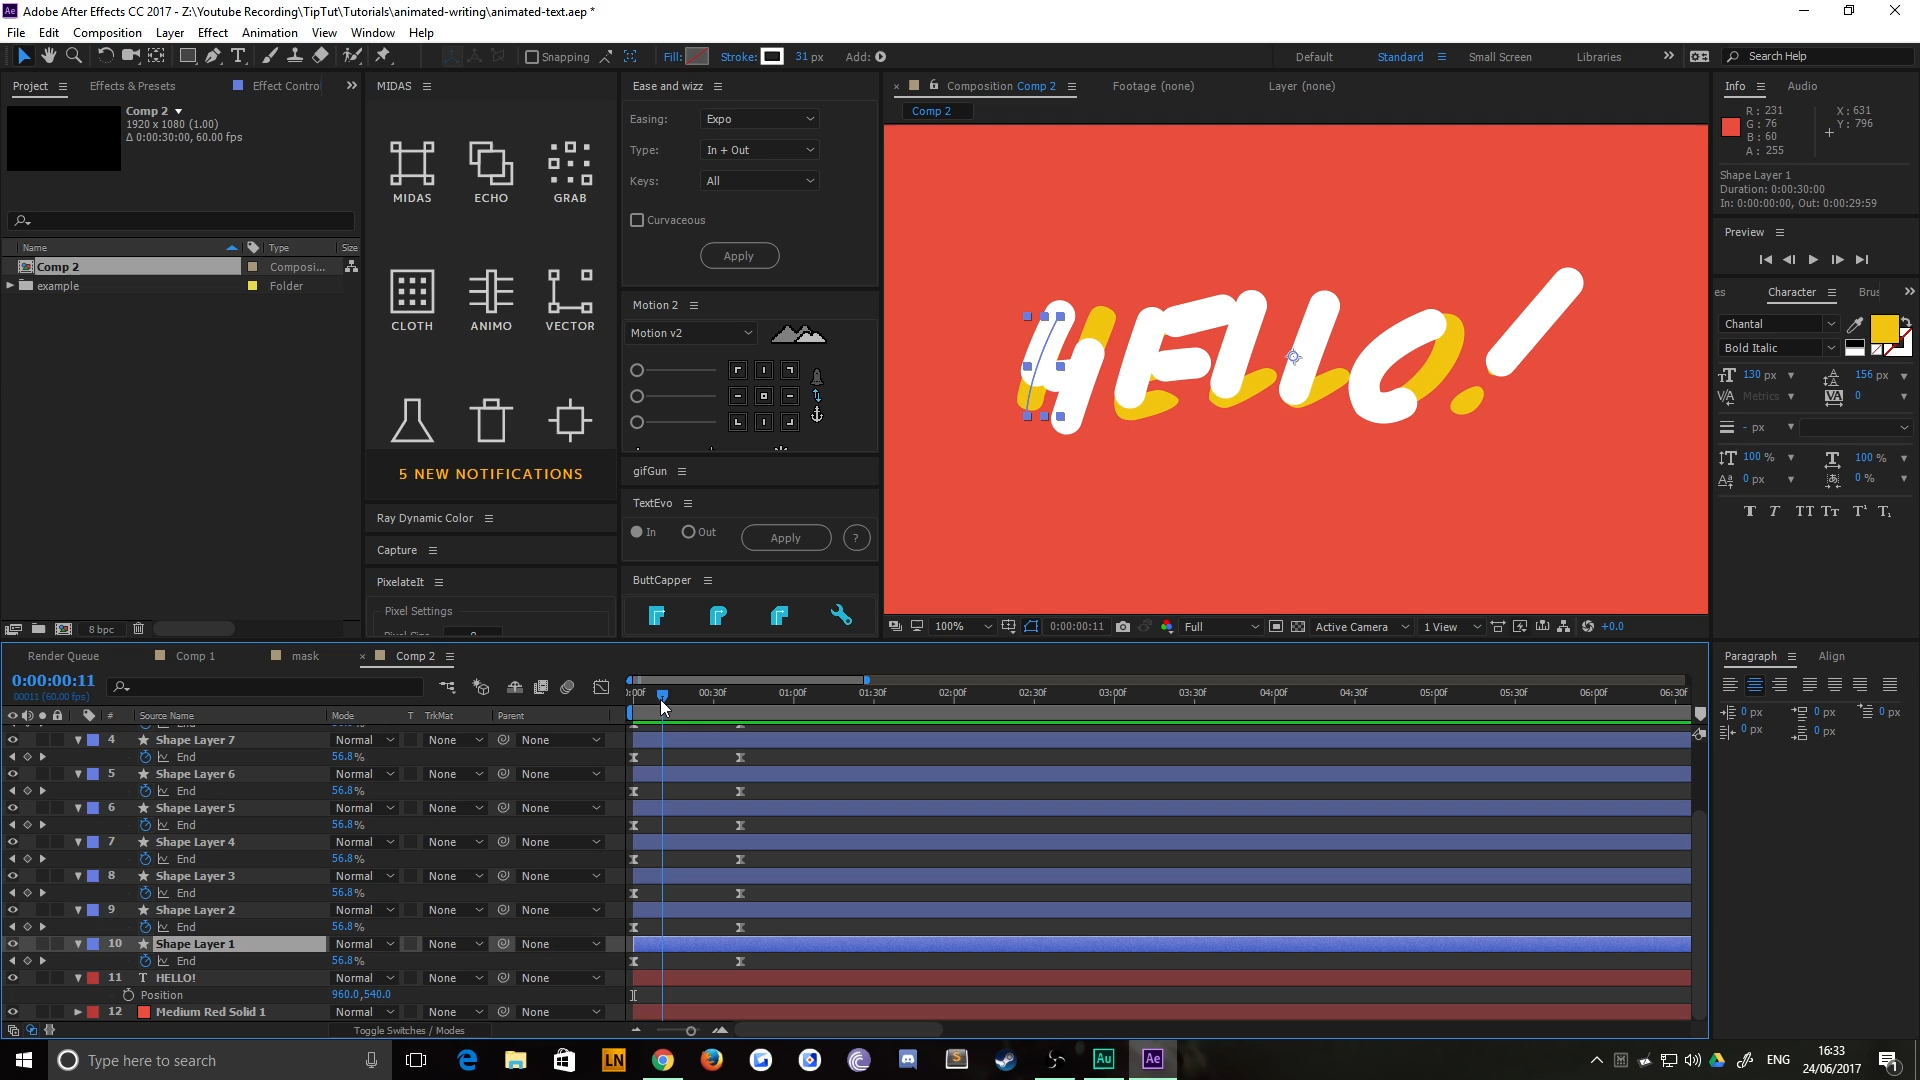 Adobe After Effects CC 2017 - Z:\Youtube Recording\TipTut\Tutorials\animated-writing\animated-text.aep *
File Edit Composition Layer Effect Animation View Window Help
Snapping Fill: Stroke: 31 px Add: Default Standard Small Screen Libraries Search Help
Project Effects & Presets Effect Contro
Comp 2
1920 x 1080 (1.00)
Δ 0:00:30:00, 60.00 fps
Name Type Size
Comp 2 Composi...
example Folder
8 bpc
MIDAS
MIDAS ECHO GRAB
CLOTH ANIMO VECTOR
5 NEW NOTIFICATIONS
Ray Dynamic Color
Capture
PixelateIt
Pixel Settings
Ease and wizz
Easing: Expo
Type: In + Out
Keys: All
Curvaceous
Apply
Motion 2
Motion v2
gifGun
TextEvo
In Out Apply ?
ButtCapper
Composition Comp 2 Footage (none) Layer (none)
Comp 2
HELLO!
100% 0:00:00:11 Full Active Camera 1 View +0.0
Info Audio
R: 231 X: 631
G: 76 Y: 796
B: 60
A: 255
Shape Layer 1
Duration: 0:00:30:00
In: 0:00:00:00, Out: 0:00:29:59
Preview
es Character Brus
Chantal
Bold Italic
130 px 156 px
Metrics 0
- px
100 % 100 %
0 px 0 %
T T TT Tt T¹ T₁
Paragraph Align
0 px 0 px 0 px
0 px 0 px
Render Queue Comp 1 mask Comp 2
0:00:00:11
00011 (60.00 fps)
:00f 00:30f 01:00f 01:30f 02:00f 02:30f 03:00f 03:30f 04:00f 04:30f 05:00f 05:30f 06:00f 06:30f
# Source Name Mode T TrkMat Parent
4 Shape Layer 7 Normal None None
End 56.8%
5 Shape Layer 6 Normal None None
End 56.8%
6 Shape Layer 5 Normal None None
End 56.8%
7 Shape Layer 4 Normal None None
End 56.8%
8 Shape Layer 3 Normal None None
End 56.8%
9 Shape Layer 2 Normal None None
End 56.8%
10 Shape Layer 1 Normal None None
End 56.8%
11 T HELLO! Normal None None
Position 960.0,540.0
12 Medium Red Solid 1 Normal None None
Toggle Switches / Modes
Type here to search
LN Au Ae
ENG 16:33
24/06/2017
1